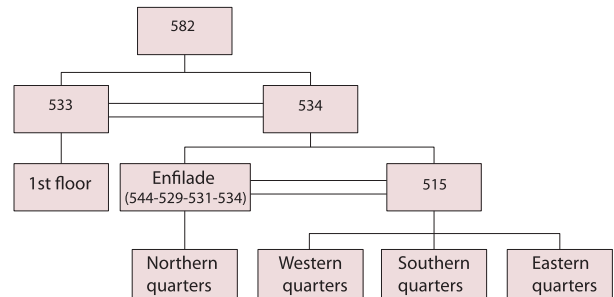 582
533
534
1st floor
Enfilade
(544-529-531-534)
515
Northern
quarters
Western
quarters
Southern
quarters
Eastern
quarters